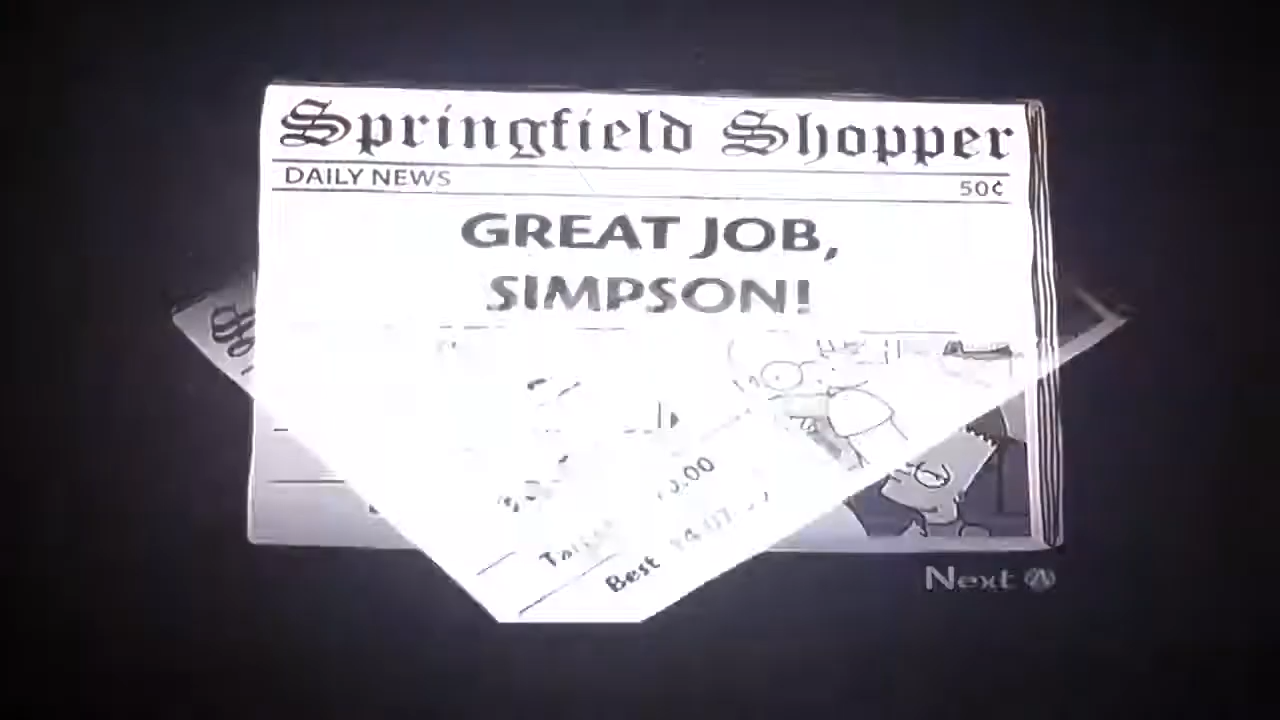 Springfield Shopper
DAILY NEWS
50¢
GREAT JOB,
SIMPSON!
Best
Next